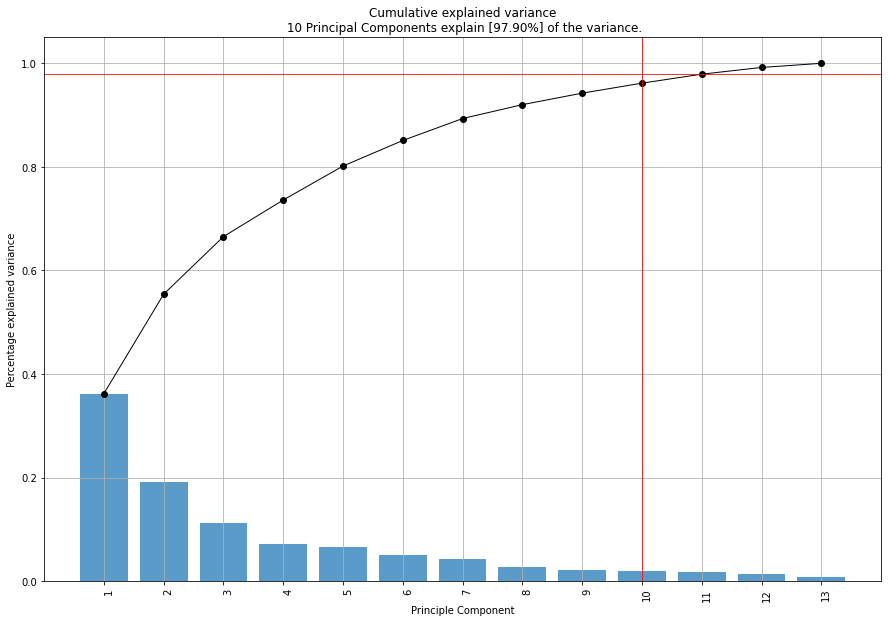 Cumulative explained variance
10 Principal Components explain [97.90%] of the variance.
Percentage explained variance
1.0
0.8
0.6
0.4
0.2
0.0
1 2 3 4 5 6 7 8 9 10 11 12 13
Principle Component